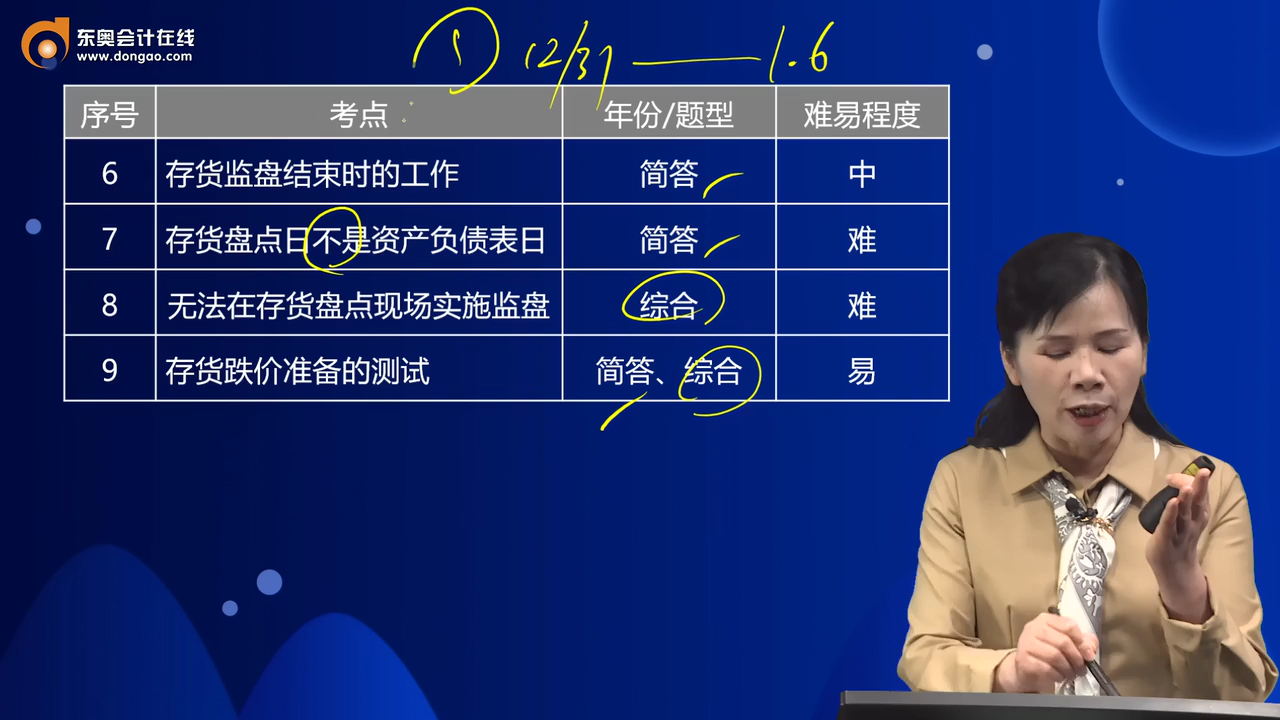 东奥会计在线
www.dongao.com
① 12/31 —— 1.6
序号 考点 年份/题型 难易程度
6 存货监盘结束时的工作 简答 中
7 存货盘点日不是资产负债表日 简答 难
8 无法在存货盘点现场实施监盘 综合 难
9 存货跌价准备的测试 简答、综合 易